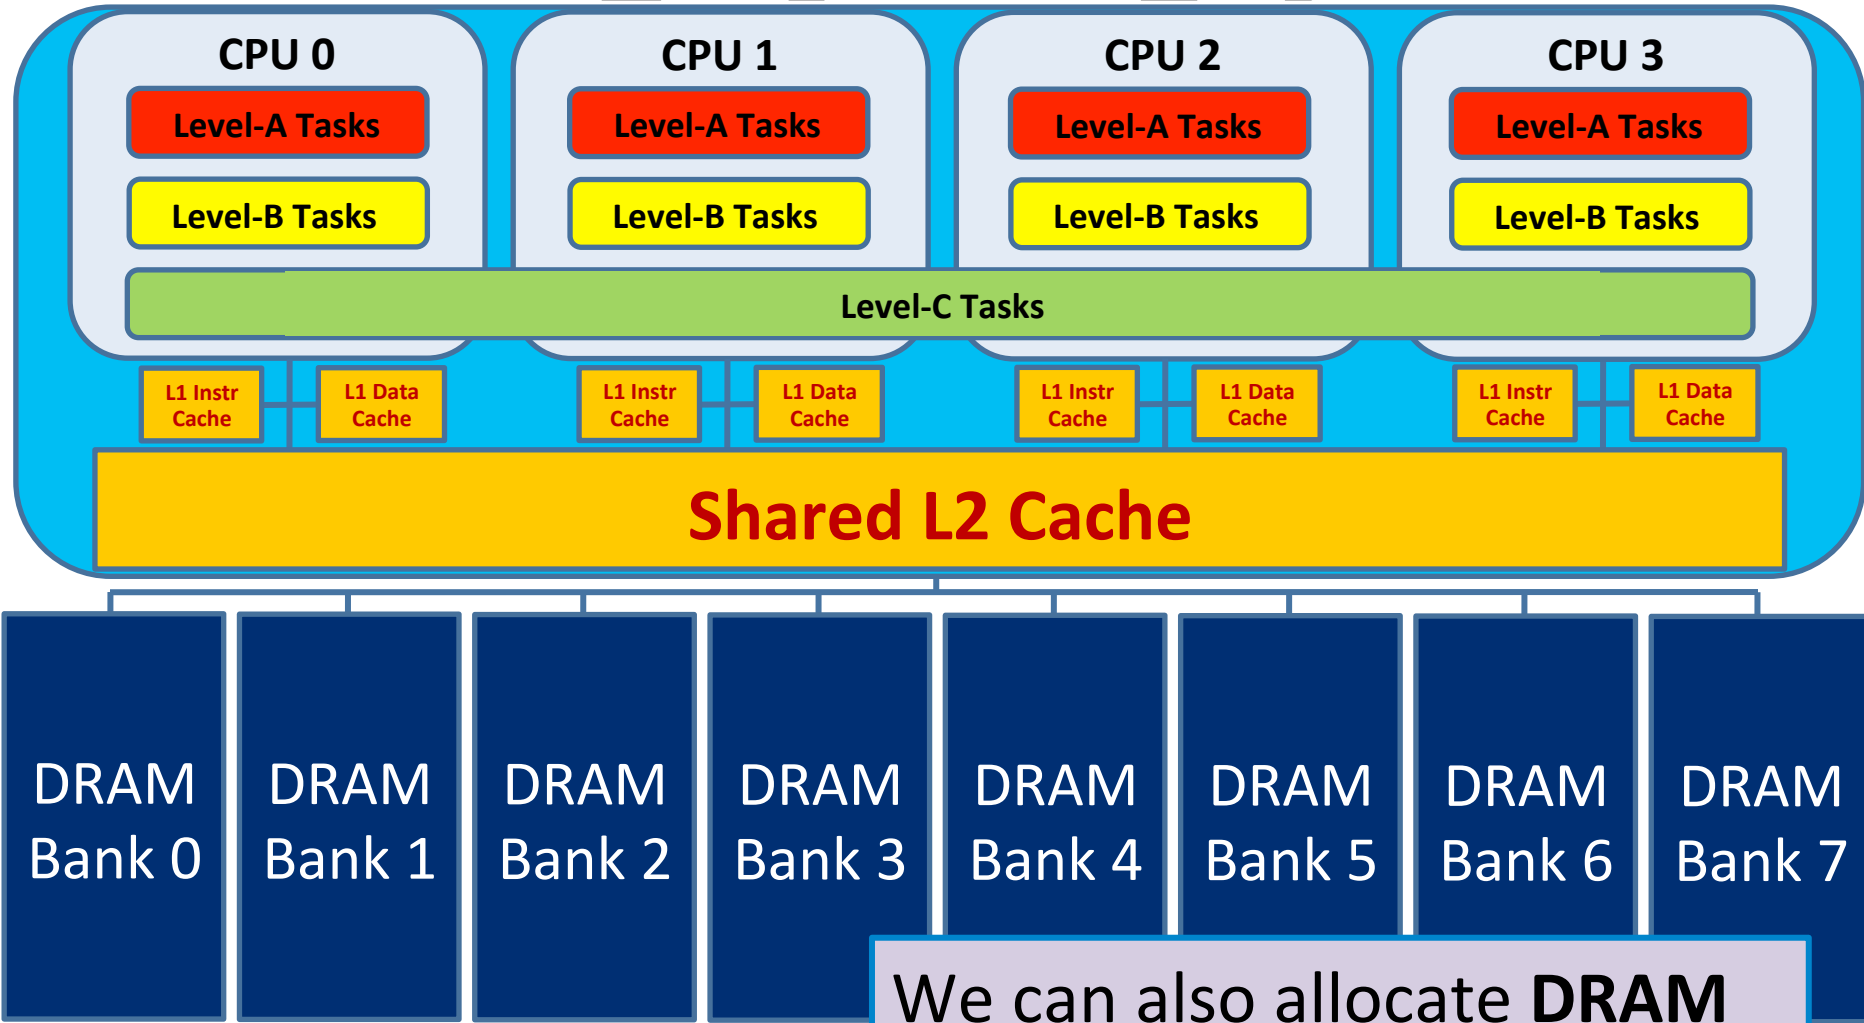 CPU 0
CPU 1
CPU 2
CPU 3
Level-A Tasks
Level-A Tasks
Level-A Tasks
Level-A Tasks
Level-B Tasks
Level-B Tasks
Level-B Tasks
Level-B Tasks
Level-C Tasks
L1 Instr
Cache
L1 Data
Cache
L1 Instr
Cache
L1 Data
Cache
L1 Instr
Cache
L1 Data
Cache
L1 Instr
Cache
L1 Data
Cache
Shared L2 Cache
DRAM
Bank 0
DRAM
Bank 1
DRAM
Bank 2
DRAM
Bank 3
DRAM
Bank 4
DRAM
Bank 5
DRAM
Bank 6
DRAM
Bank 7
We can also allocate DRAM